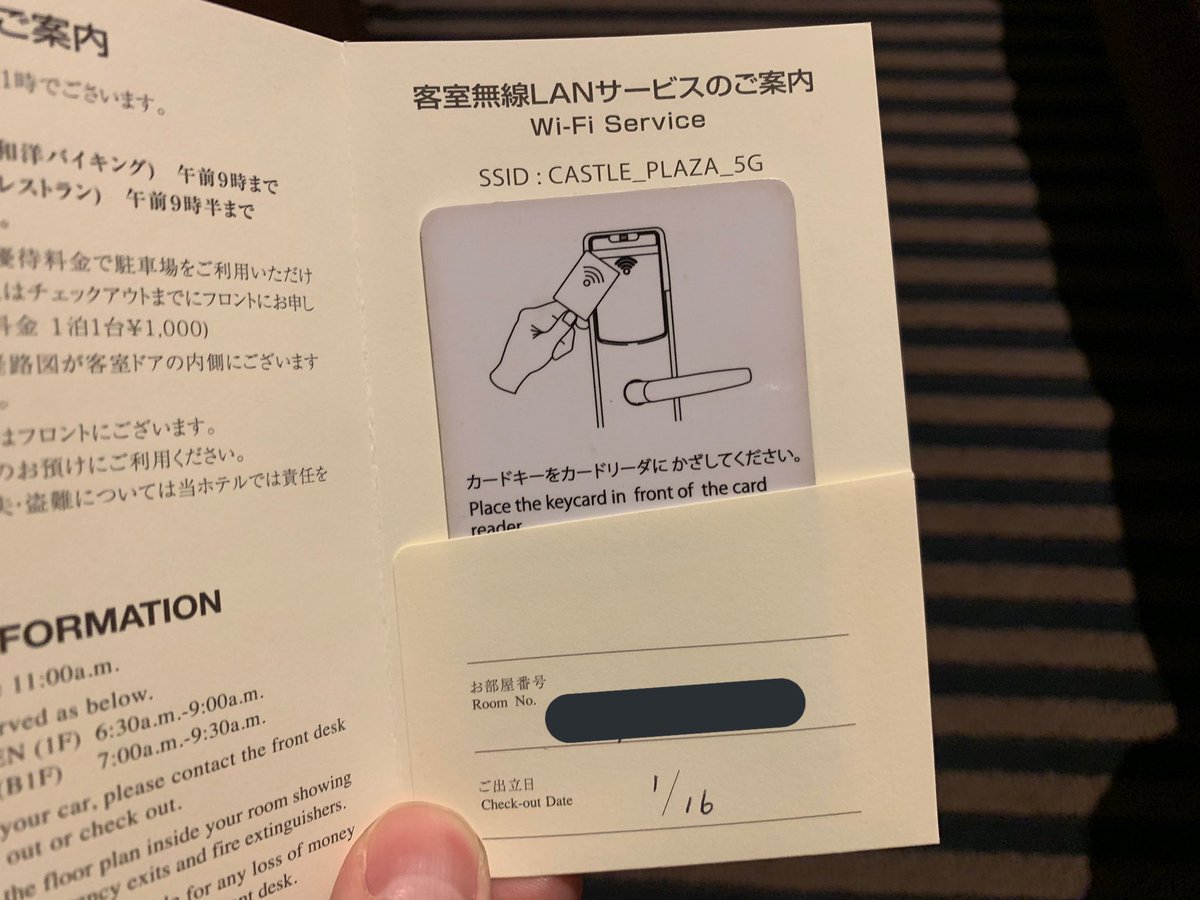 ご案内
1時でございます。
和洋バイキング) 午前9時まで
レストラン) 午前9時半まで
優待料金で駐車場をご利用いただけ
はチェックアウトまでにフロントにお申し
料金 1泊1台¥1,000)
路図が客室ドアの内側にございます
はフロントにございます。
のお預けにご利用ください。
・盗難については当ホテルでは責任を
FORMATION
11:00a.m.
rved as below.
EN (1F) 6:30a.m.-9:00a.m.
(B1F) 7:00a.m.-9:30a.m.
your car, please contact the front desk
out or check out.
the floor plan inside your room showing
ency exits and fire extinguishers.
for any loss of money
nt desk.
客室無線LANサービスのご案内
Wi-Fi Service
SSID : CASTLE_PLAZA_5G
カードキーをカードリーダに かざしてください。
Place the keycard in front of the card
reader
お部屋番号
Room No.
ご出立日
Check-out Date 1/16